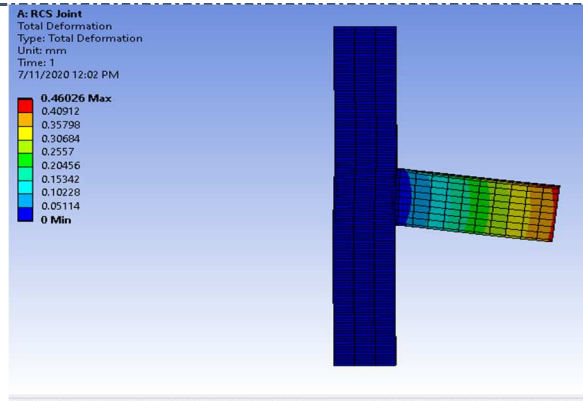 A: RCS Joint
Total Deformation
Type: Total Deformation
Unit: mm
Time: 1
7/11/2020 12:02 PM
0.46026 Max
0.40912
0.35798
0.30684
0.2557
0.20456
0.15342
0.10228
0.05114
0 Min